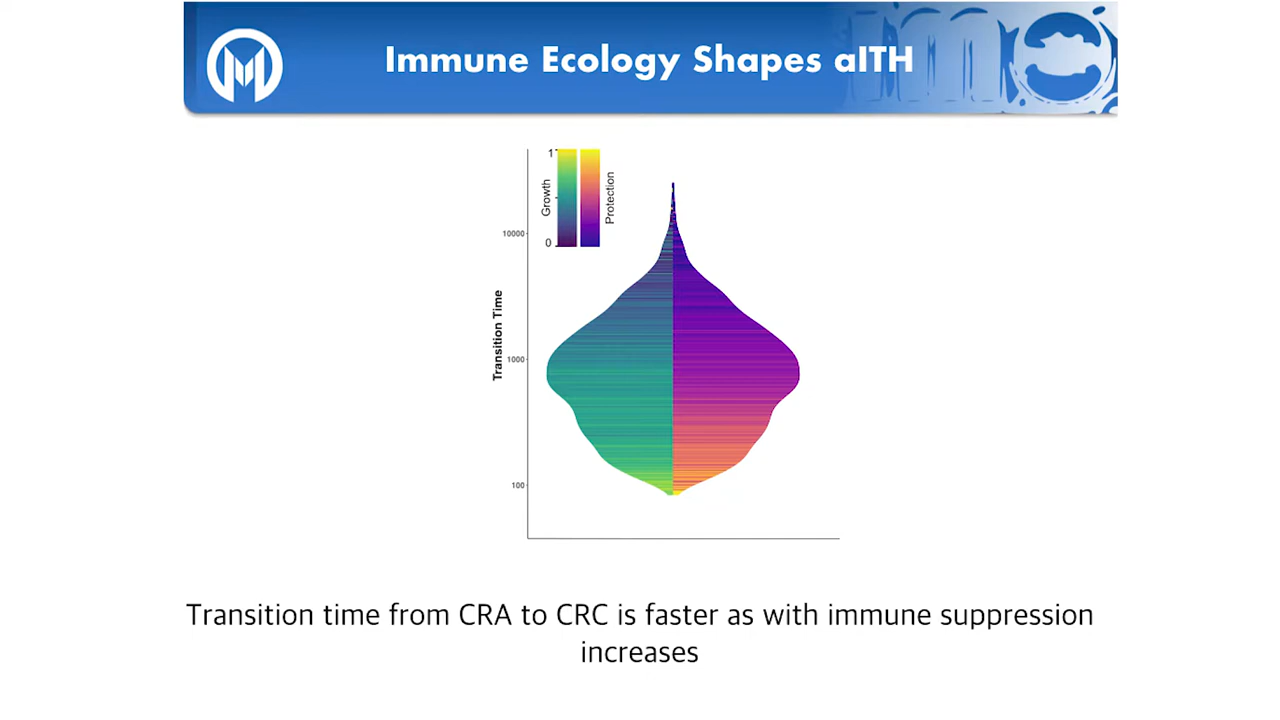 Immune Ecology Shapes aITH
1
Growth
Protection
0
10000
Transition Time
1000
100
Transition time from CRA to CRC is faster as with immune suppression
increases